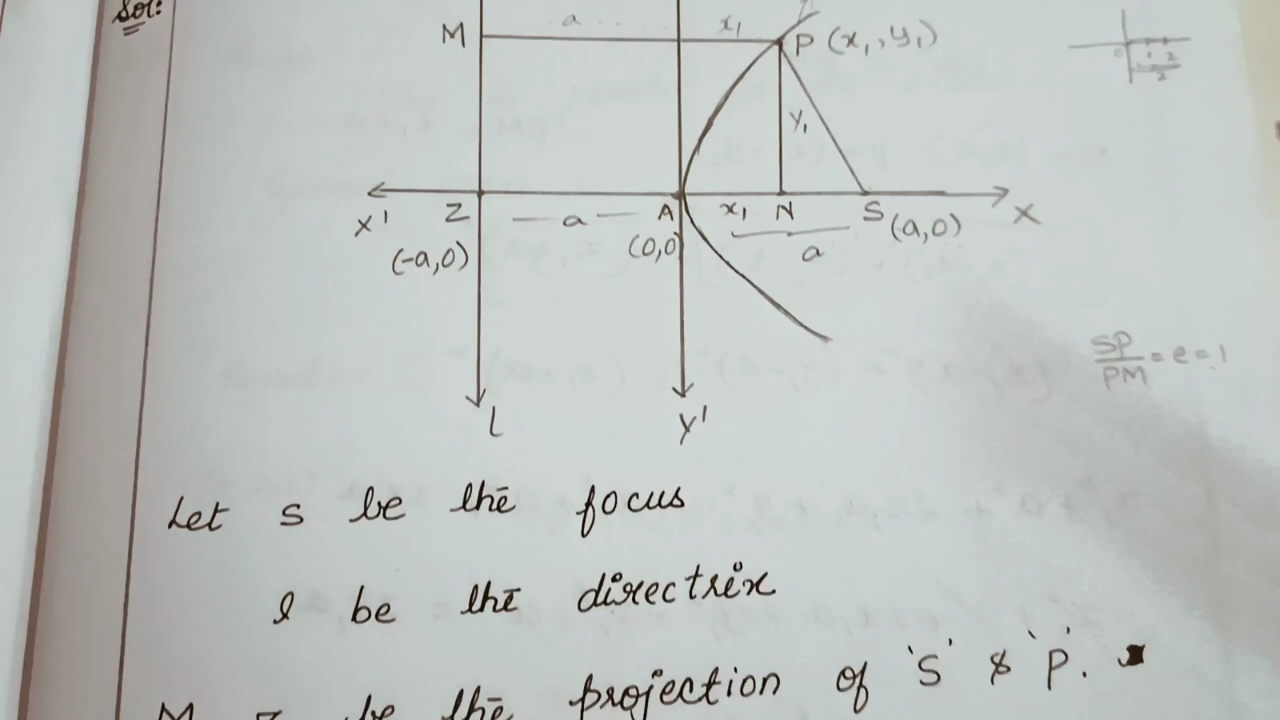 Sol:
M a x₁ P (x₁, y₁)
y₁
X' Z — a — A x₁ N S (a,0) X
(-a,0) (0,0) a
SP/PM = e = 1
L Y'
Let s be the focus
l be the directrix
M z be the projection of 'S' & 'P'.